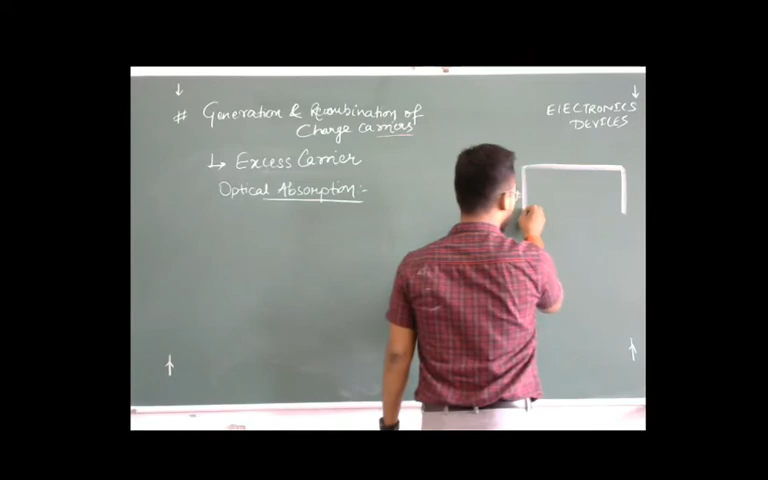 # Generation & Recombination of
Charge Carriers
↳ Excess Carrier
Optical Absorption:-
ELECTRONICS
DEVICES